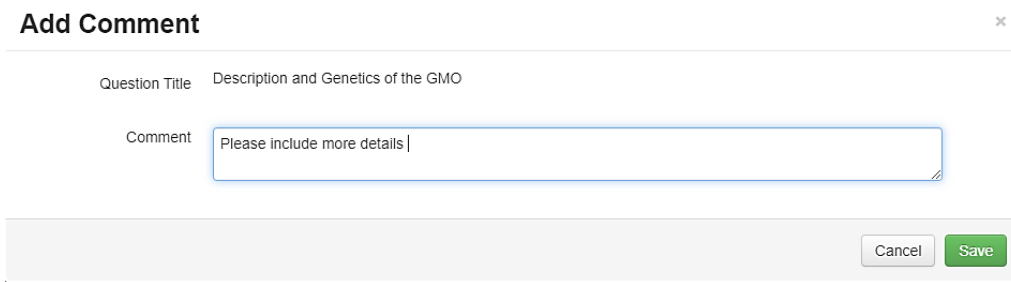 Add Comment ×
Question Title Description and Genetics of the GMO
Comment Please include more details
Cancel Save